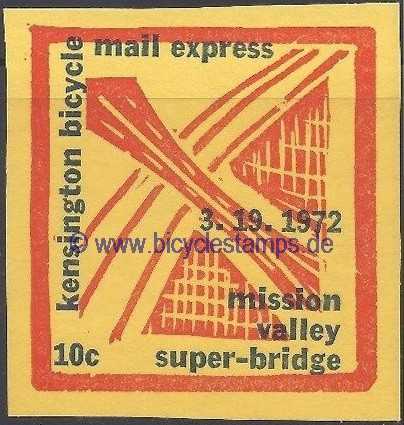 kensington bicycle
mail express
3. 19. 1972
© www.bicyclestamps.de
mission
valley
10c super-bridge